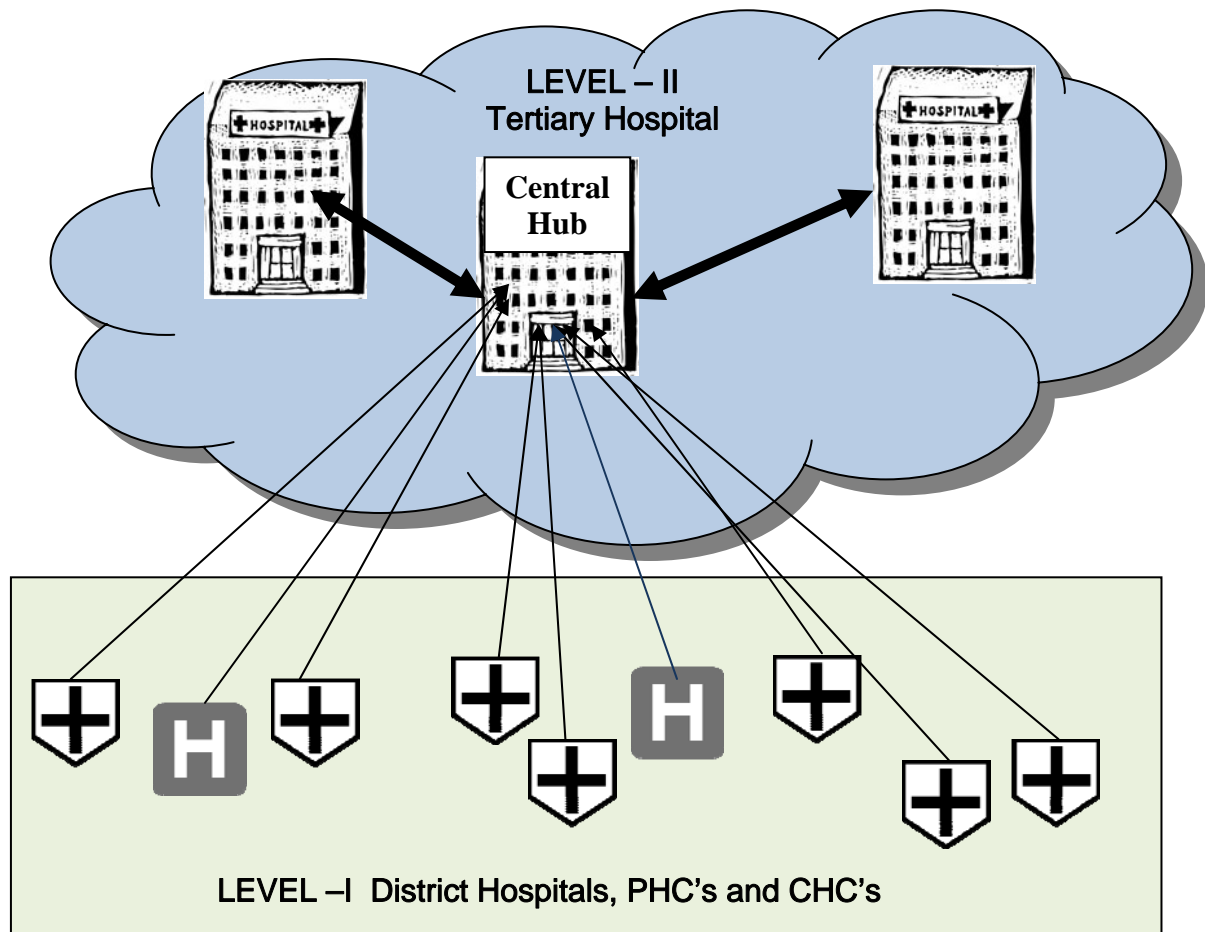 LEVEL – II
Tertiary Hospital
HOSPITAL
HOSPITAL
Central
Hub
H
H
LEVEL –I  District Hospitals, PHC’s and CHC’s